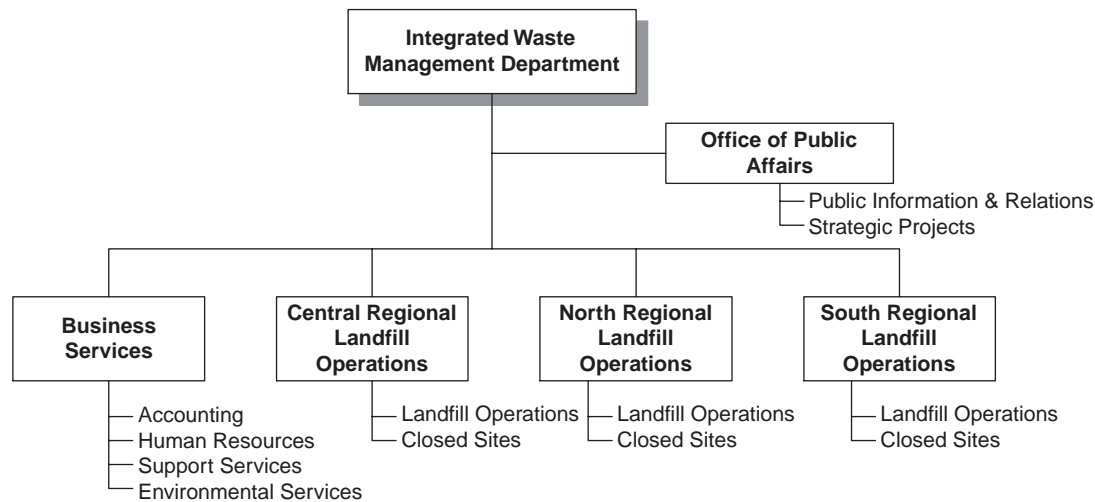 Integrated Waste
Management Department
Office of Public
Affairs
Public Information & Relations
Strategic Projects
Business
Services
Accounting
Human Resources
Support Services
Environmental Services
Central Regional
Landfill
Operations
Landfill Operations
Closed Sites
North Regional
Landfill
Operations
Landfill Operations
Closed Sites
South Regional
Landfill
Operations
Landfill Operations
Closed Sites